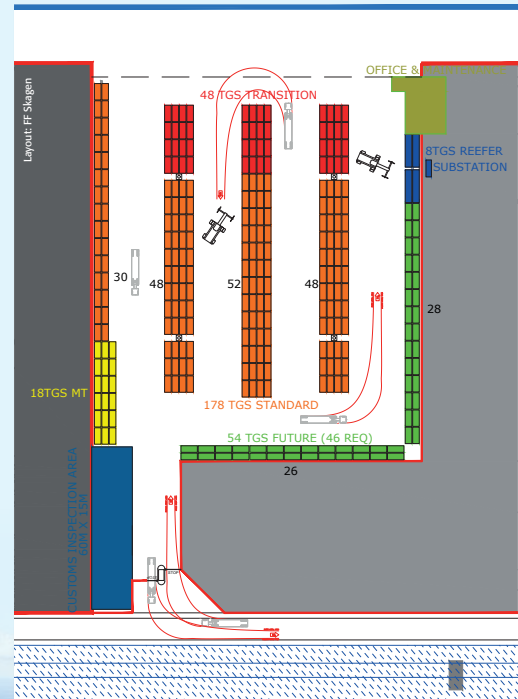 Layout: FF Skagen
OFFICE &
48 TGS TRANSITION
8TGS REEFER
SUBSTATION
30
48
52
48
28
18TGS MT
178 TGS STANDARD
54 TGS FUTURE (46 REQ)
26
CUSTOMS INSPECTION AREA
60M X 15M
STOP